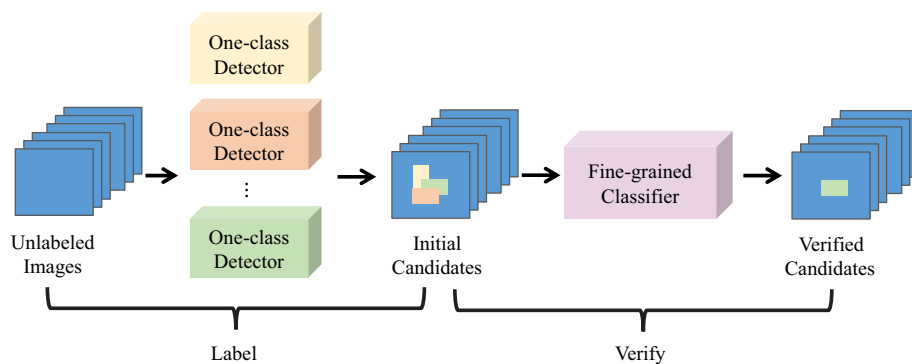 One-class
Detector
One-class
Detector
...
One-class
Detector
Unlabeled
Images
Initial
Candidates
Fine-grained
Classifier
Verified
Candidates
Label
Verify